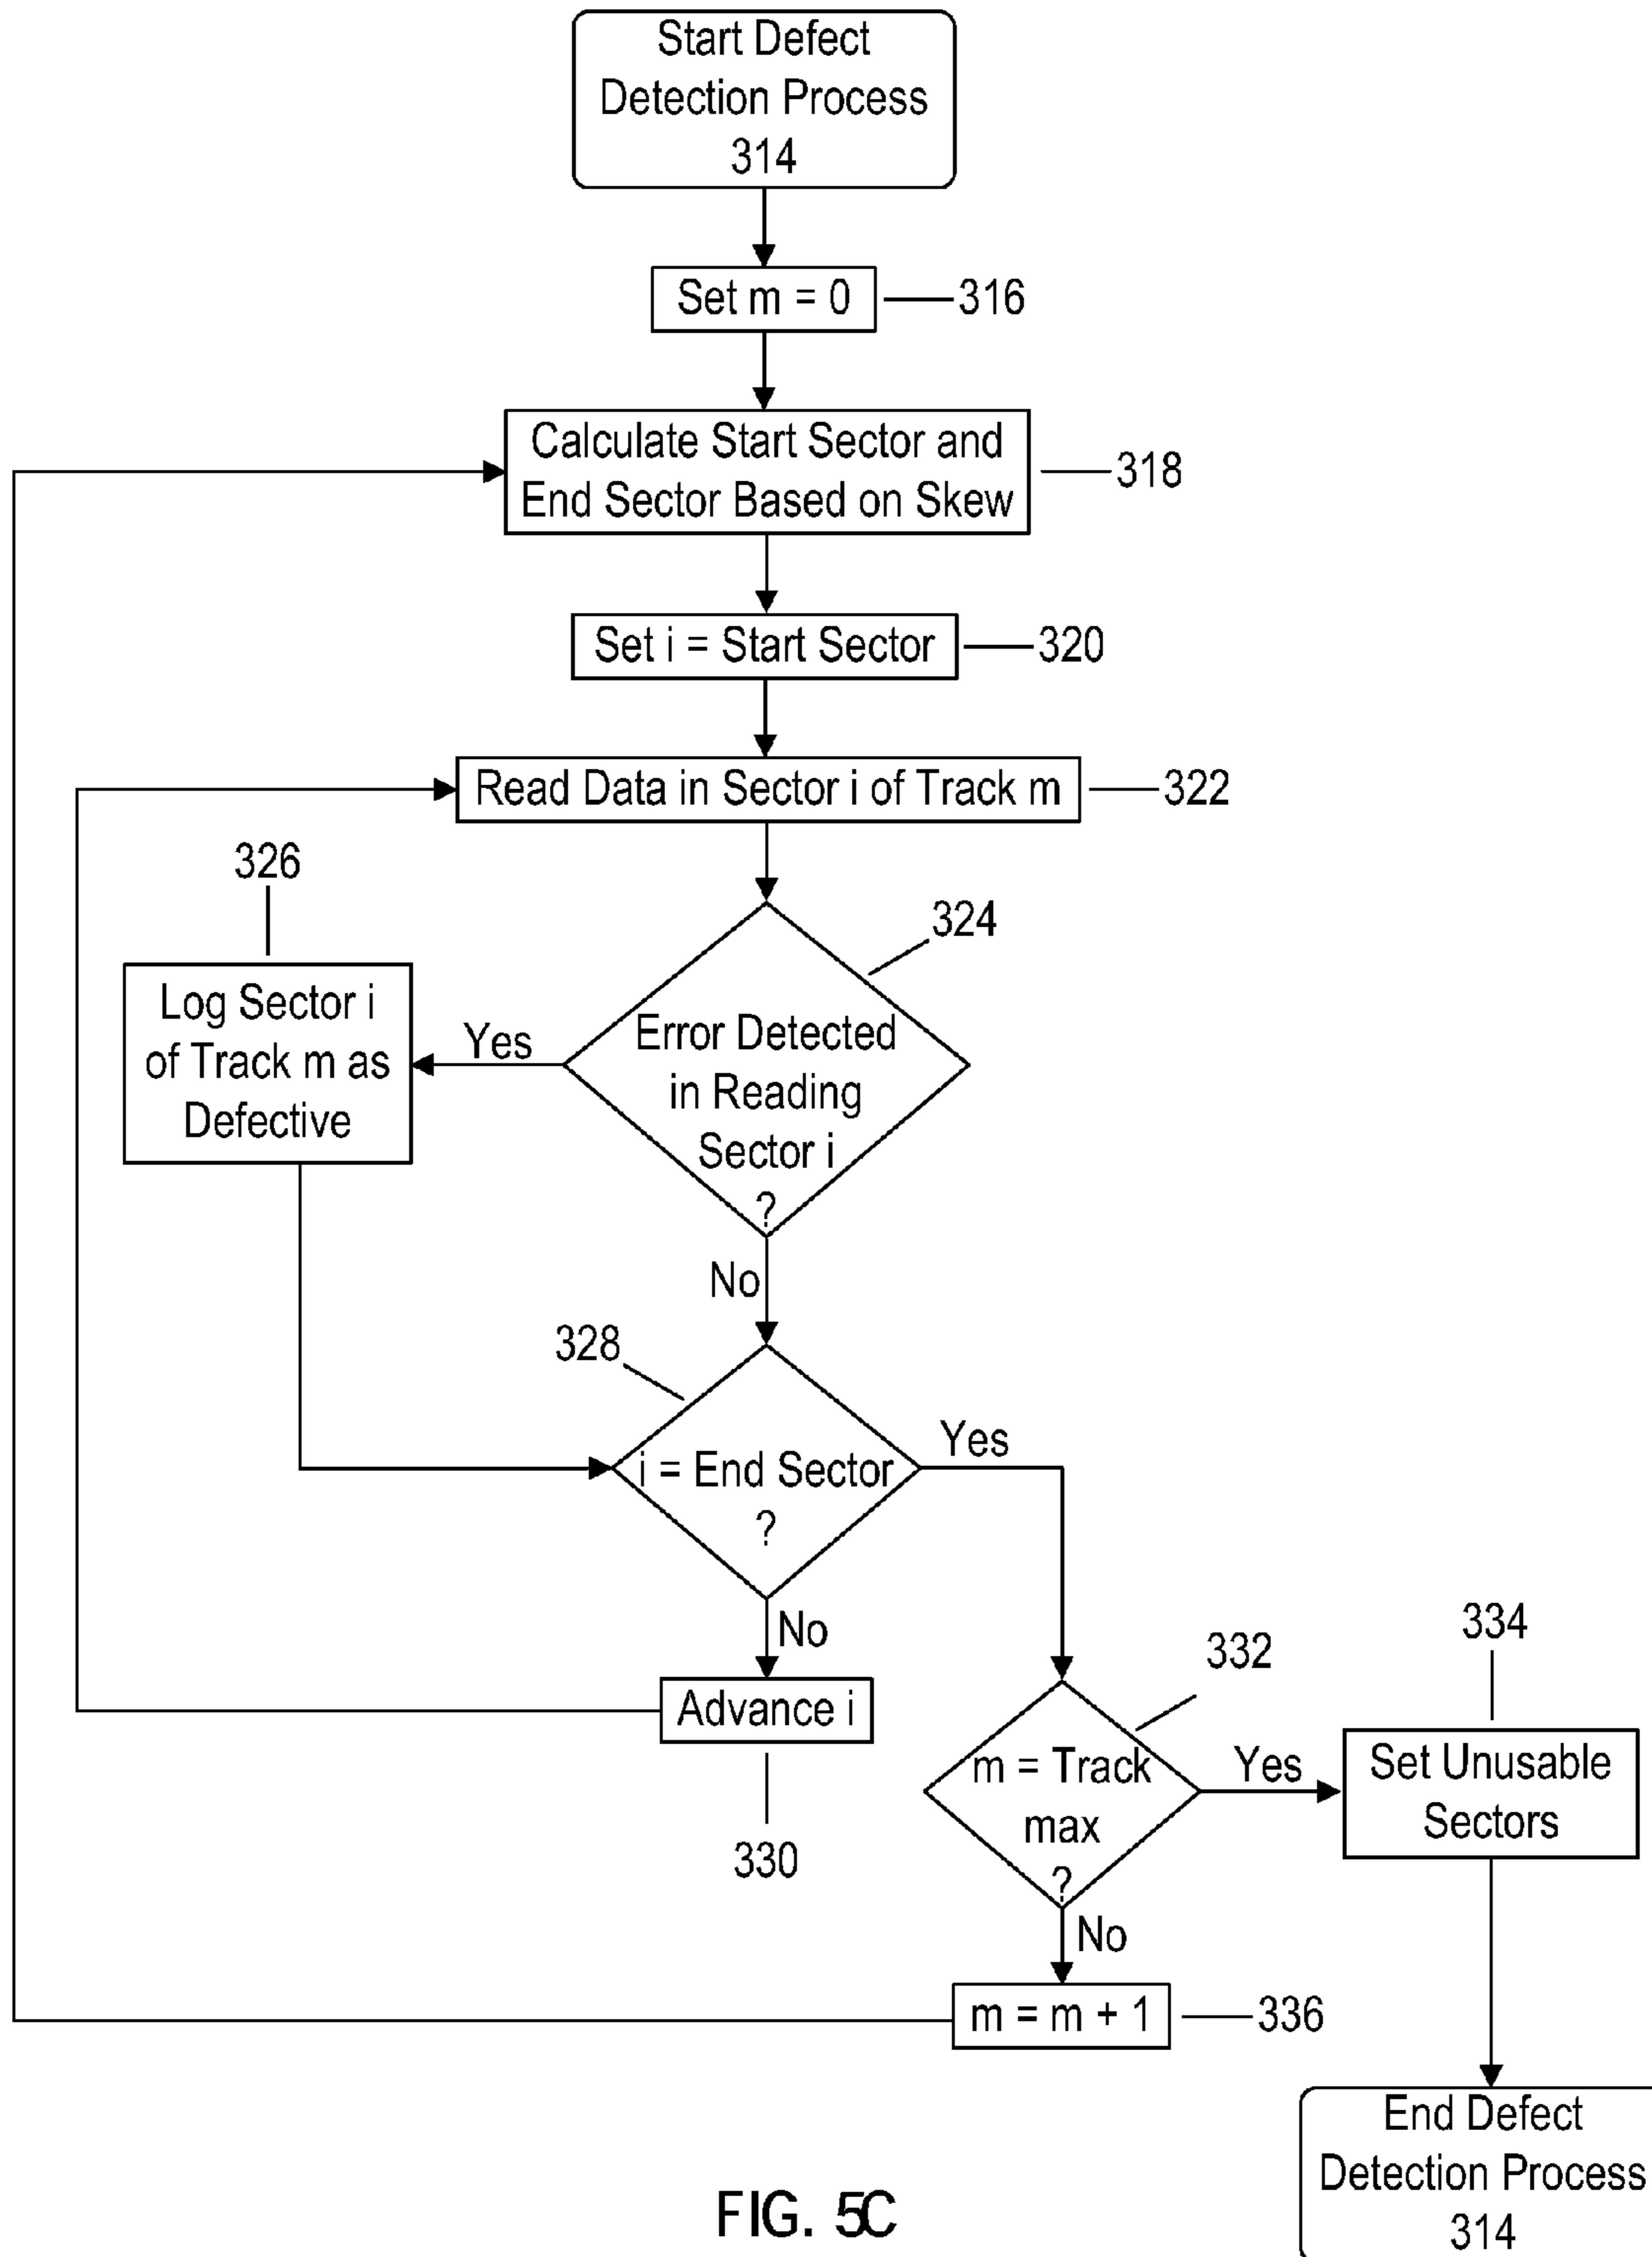 Start Defect
Detection Process
314
Set m = 0
316
Calculate Start Sector and
End Sector Based on Skew
318
Set i = Start Sector
320
Read Data in Sector i of Track m
322
326
324
Log Sector i
of Track m as
Defective
Yes
Error Detected
in Reading
Sector i
?
No
328
i = End Sector
?
Yes
No
Advance i
330
332
334
m = Track
max
?
Yes
Set Unusable
Sectors
No
m = m + 1
336
End Defect
Detection Process
314
FIG. 5C